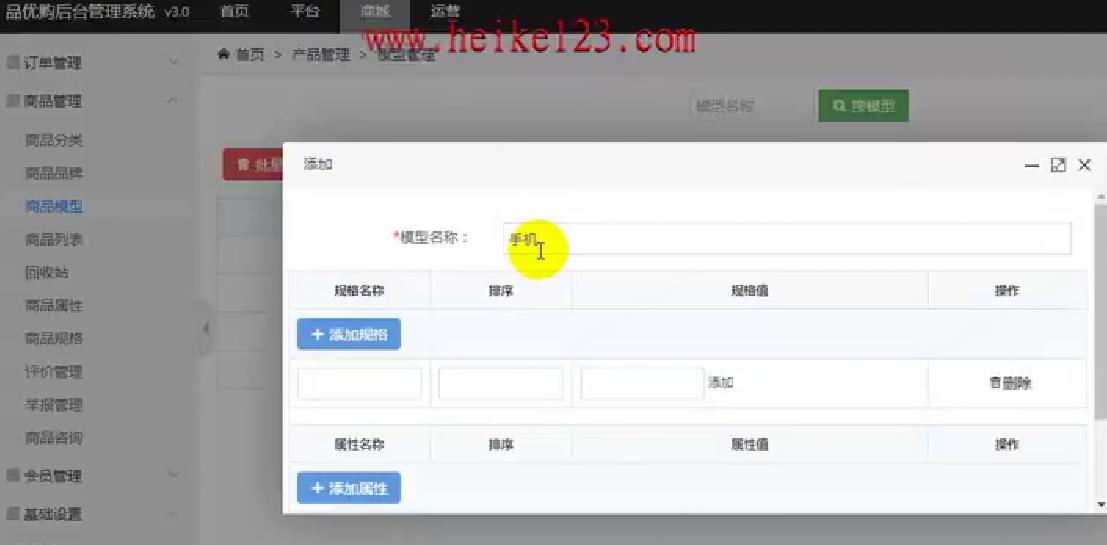 品优购后台管理系统 v3.0 首页 平台 商城 运营
www.heike123.com
首页 > 产品管理 > 模型管理
订单管理
商品管理
商品分类
商品品牌
商品模型
商品列表
回收站
商品属性
商品规格
评价管理
举报管理
商品咨询
会员管理
基础设置
模型名称 搜模型
批量
添加
*模型名称： 手机
规格名称 排序 规格值 操作
+ 添加规格
添加 删除
属性名称 排序 属性值 操作
+ 添加属性